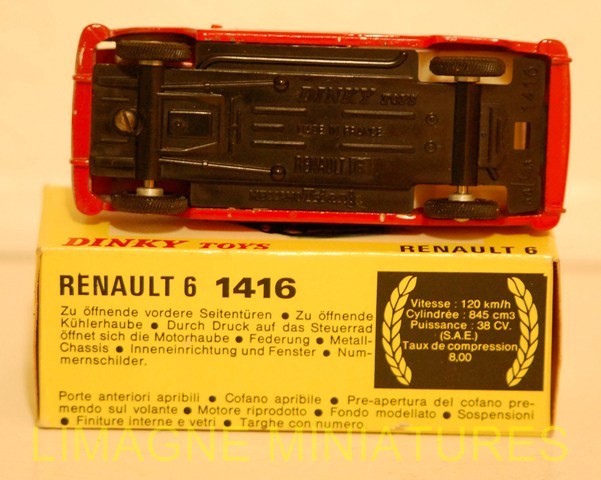 DINKY TOYS
1416
MADE IN FRANCE
RENAULT
DINKY TOYS
RENAULT 6
RENAULT 6 1416
Zu öffnende vordere Seitentüren ● Zu öffnende
Kühlerhaube ● Durch Druck auf das Steuerrad
öffnet sich die Motorhaube ● Federung ● Metall-
Chassis ● Inneneinrichtung und Fenster ● Num-
mernschilder.
Vitesse : 120 km/h
Cylindrée : 845 cm3
Puissance : 38 CV.
(S.A.E.)
Taux de compression
8,00
Porte anteriori apribili ● Cofano apribile ● Pre-apertura del cofano pre-
mendo sul volante ● Motore riprodotto ● Fondo modellato ● Sospensioni
● Finiture interne e vetri ● Targhe con numero
LIMAGNE MINIATURES